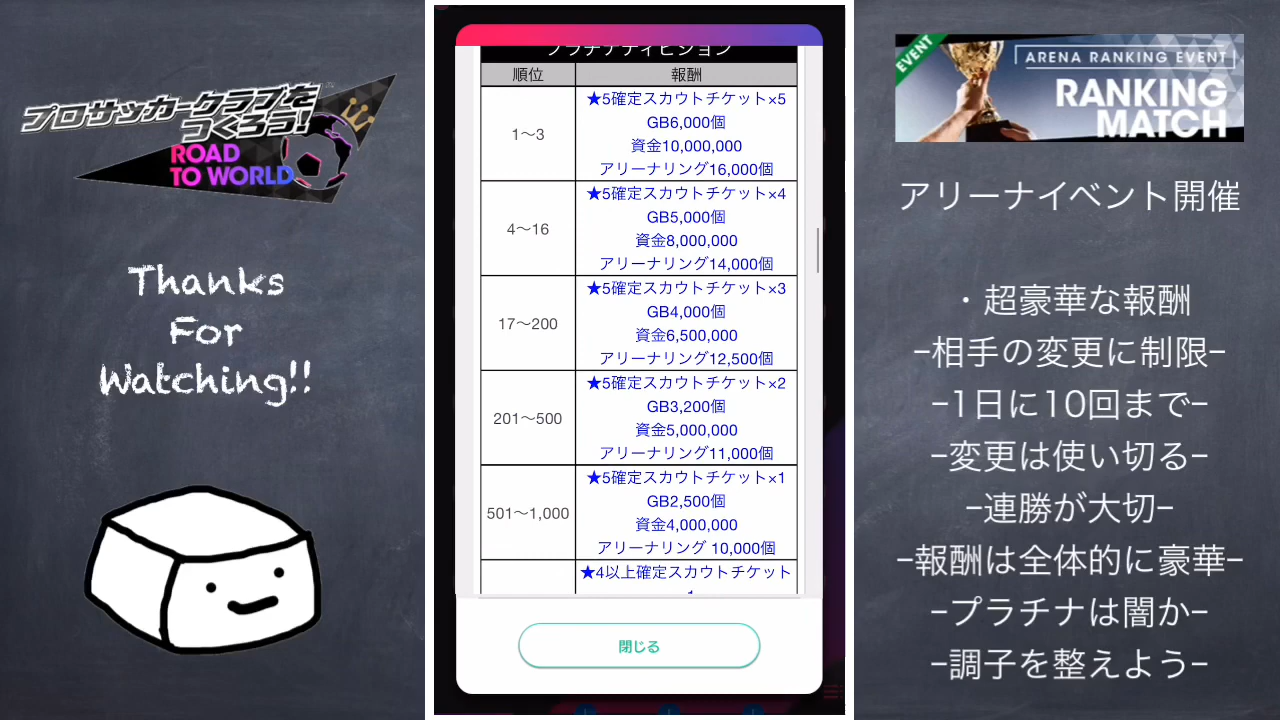 プロサッカークラブを
つくろう!
ROAD
TO WORLD
Thanks
For
Watching!!
プラチナディビジョン
順位 報酬
1〜3
★5確定スカウトチケット×5
GB6,000個
資金10,000,000
アリーナリング16,000個
4〜16
★5確定スカウトチケット×4
GB5,000個
資金8,000,000
アリーナリング14,000個
17〜200
★5確定スカウトチケット×3
GB4,000個
資金6,500,000
アリーナリング12,500個
201〜500
★5確定スカウトチケット×2
GB3,200個
資金5,000,000
アリーナリング11,000個
501〜1,000
★5確定スカウトチケット×1
GB2,500個
資金4,000,000
アリーナリング 10,000個
★4以上確定スカウトチケット
閉じる
EVENT
ARENA RANKING EVENT
RANKING
MATCH
アリーナイベント開催
・超豪華な報酬
−相手の変更に制限−
−1日に10回まで−
−変更は使い切る−
−連勝が大切−
−報酬は全体的に豪華−
−プラチナは闇か−
−調子を整えよう−